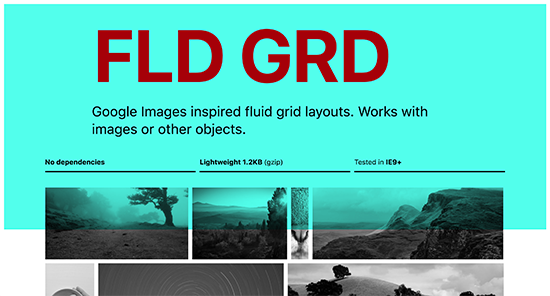 FLD GRD
Google Images inspired fluid grid layouts. Works with
images or other objects.
No dependencies
Lightweight 1.2KB (gzip)
Tested in IE9+